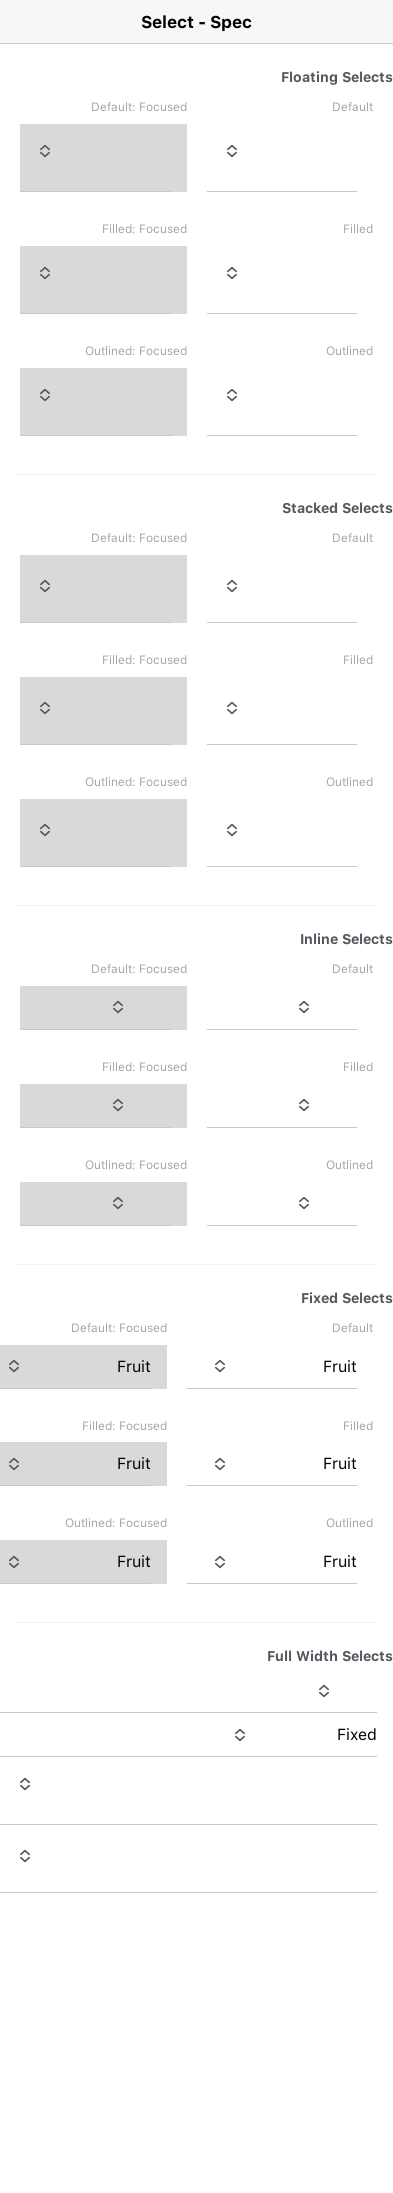 Select - Spec
Floating Selects
Default: Focused
Default
Filled: Focused
Filled
Outlined: Focused
Outlined
Stacked Selects
Default: Focused
Default
Filled: Focused
Filled
Outlined: Focused
Outlined
Inline Selects
Default: Focused
Default
Filled: Focused
Filled
Outlined: Focused
Outlined
Fixed Selects
Default: Focused
Default
Fruit
Fruit
Filled: Focused
Filled
Fruit
Fruit
Outlined: Focused
Outlined
Fruit
Fruit
Full Width Selects
Fixed